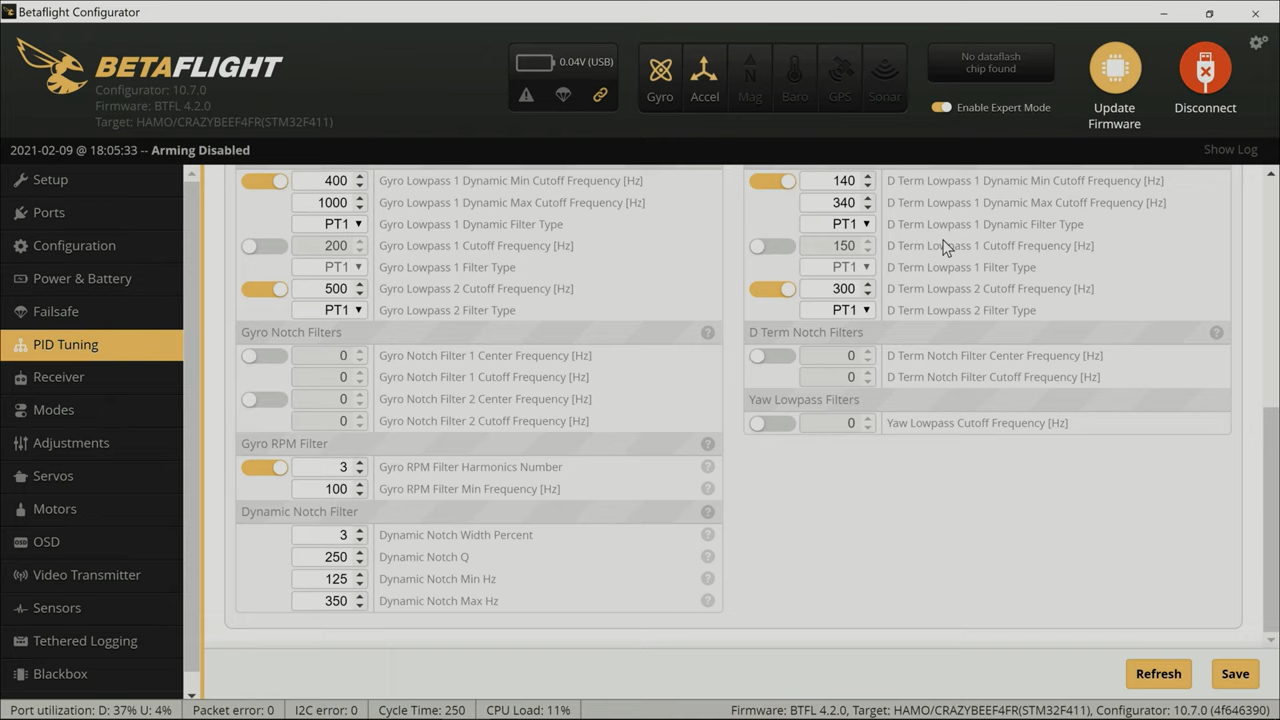 Betaflight Configurator
BETAFLIGHT
Configurator: 10.7.0
Firmware: BTFL 4.2.0
Target: HAMO/CRAZYBEEF4FR(STM32F411)
0.04V (USB)
Gyro
Accel
Mag
Baro
GPS
Sonar
No dataflash
chip found
Enable Expert Mode
Update
Firmware
Disconnect
2021-02-09 @ 18:05:33 -- Arming Disabled
Show Log
Setup
Ports
Configuration
Power & Battery
Failsafe
PID Tuning
Receiver
Modes
Adjustments
Servos
Motors
OSD
Video Transmitter
Sensors
Tethered Logging
Blackbox
400 Gyro Lowpass 1 Dynamic Min Cutoff Frequency [Hz]
1000 Gyro Lowpass 1 Dynamic Max Cutoff Frequency [Hz]
PT1 Gyro Lowpass 1 Dynamic Filter Type
200 Gyro Lowpass 1 Cutoff Frequency [Hz]
PT1 Gyro Lowpass 1 Filter Type
500 Gyro Lowpass 2 Cutoff Frequency [Hz]
PT1 Gyro Lowpass 2 Filter Type
Gyro Notch Filters
0 Gyro Notch Filter 1 Center Frequency [Hz]
0 Gyro Notch Filter 1 Cutoff Frequency [Hz]
0 Gyro Notch Filter 2 Center Frequency [Hz]
0 Gyro Notch Filter 2 Cutoff Frequency [Hz]
Gyro RPM Filter
3 Gyro RPM Filter Harmonics Number
100 Gyro RPM Filter Min Frequency [Hz]
Dynamic Notch Filter
3 Dynamic Notch Width Percent
250 Dynamic Notch Q
125 Dynamic Notch Min Hz
350 Dynamic Notch Max Hz
140 D Term Lowpass 1 Dynamic Min Cutoff Frequency [Hz]
340 D Term Lowpass 1 Dynamic Max Cutoff Frequency [Hz]
PT1 D Term Lowpass 1 Dynamic Filter Type
150 D Term Lowpass 1 Cutoff Frequency [Hz]
PT1 D Term Lowpass 1 Filter Type
300 D Term Lowpass 2 Cutoff Frequency [Hz]
PT1 D Term Lowpass 2 Filter Type
D Term Notch Filters
0 D Term Notch Filter Center Frequency [Hz]
0 D Term Notch Filter Cutoff Frequency [Hz]
Yaw Lowpass Filters
0 Yaw Lowpass Cutoff Frequency [Hz]
Refresh
Save
Port utilization: D: 37% U: 4%
Packet error: 0
I2C error: 0
Cycle Time: 250
CPU Load: 11%
Firmware: BTFL 4.2.0, Target: HAMO/CRAZYBEEF4FR(STM32F411), Configurator: 10.7.0 (4f646390)